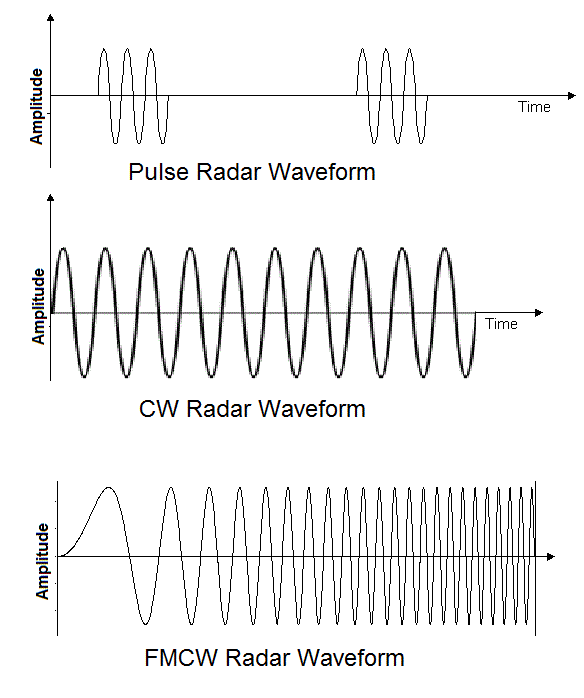 Amplitude
Time
Pulse Radar Waveform
Amplitude
Time
CW Radar Waveform
Amplitude
FMCW Radar Waveform